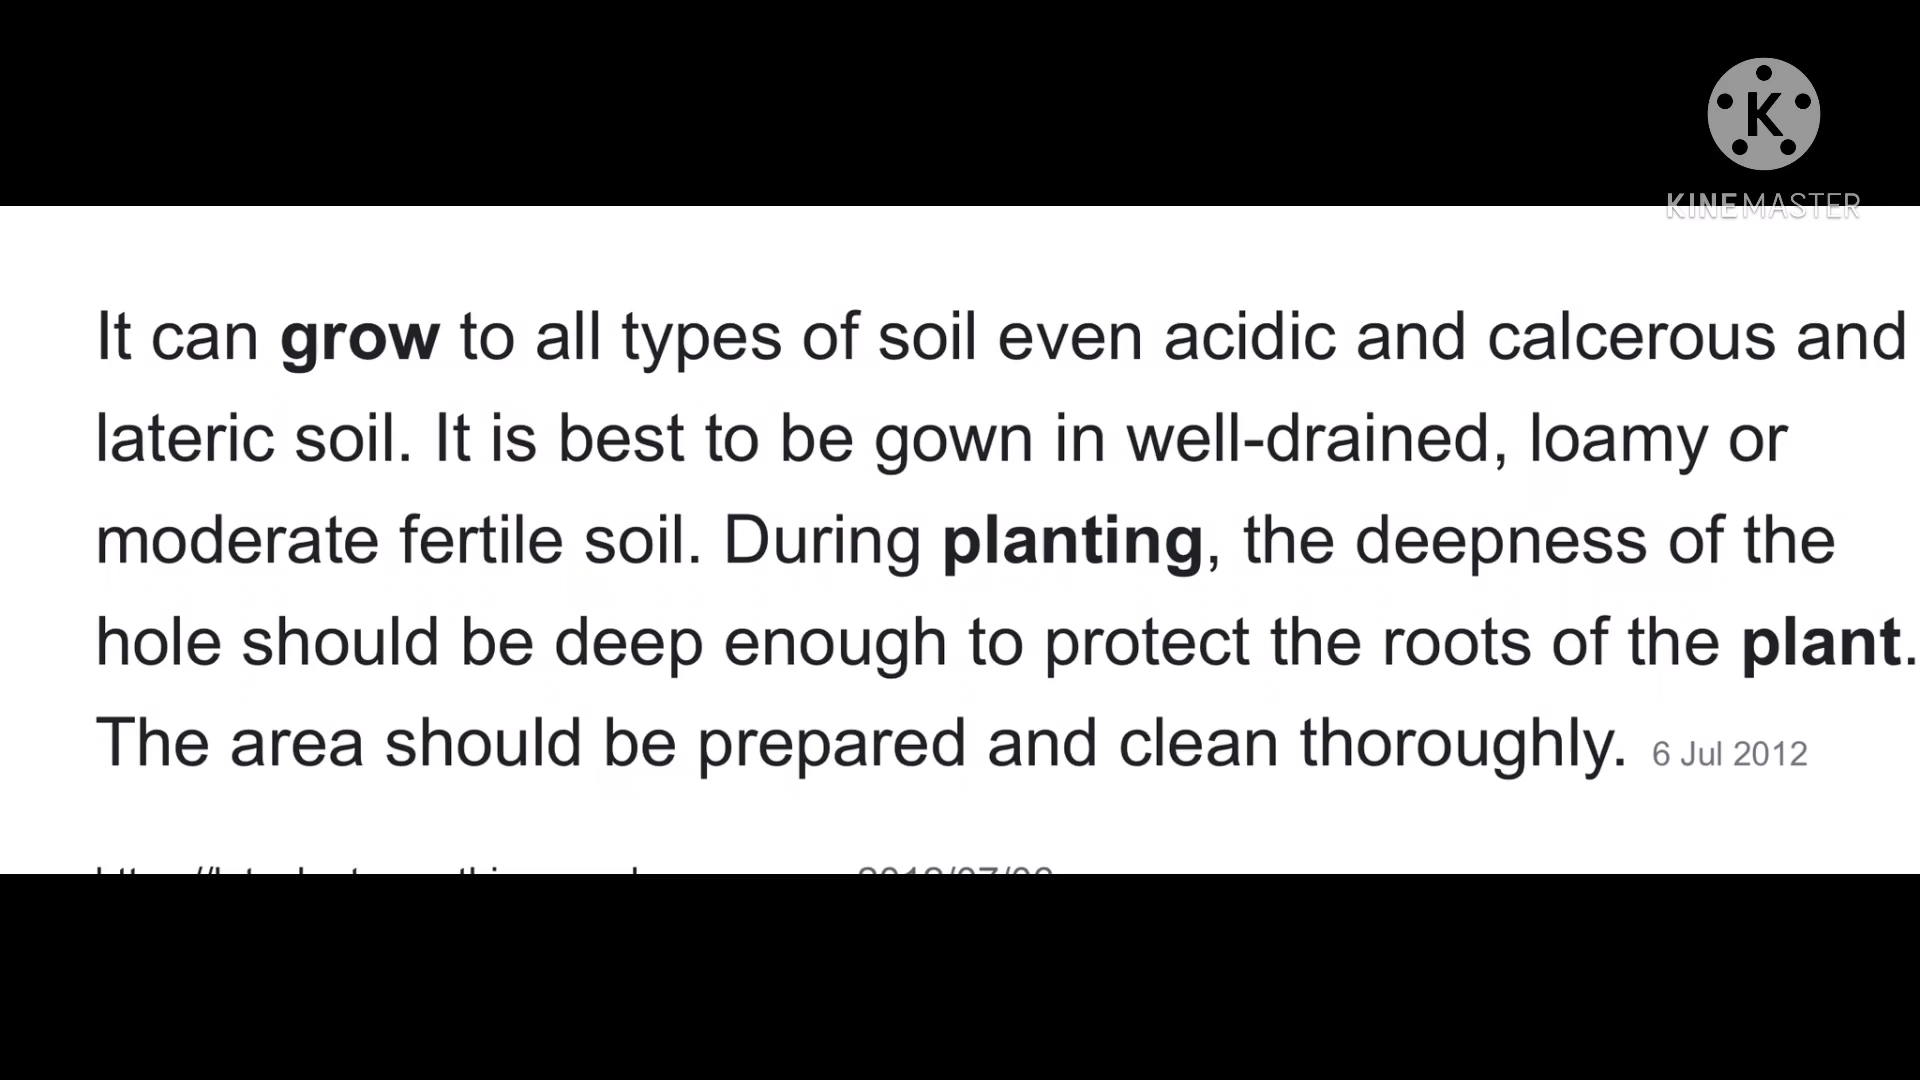 K
KINEMASTER
It can grow to all types of soil even acidic and calcerous and
lateric soil. It is best to be gown in well-drained, loamy or
moderate fertile soil. During planting, the deepness of the
hole should be deep enough to protect the roots of the plant.
The area should be prepared and clean thoroughly. 6 Jul 2012